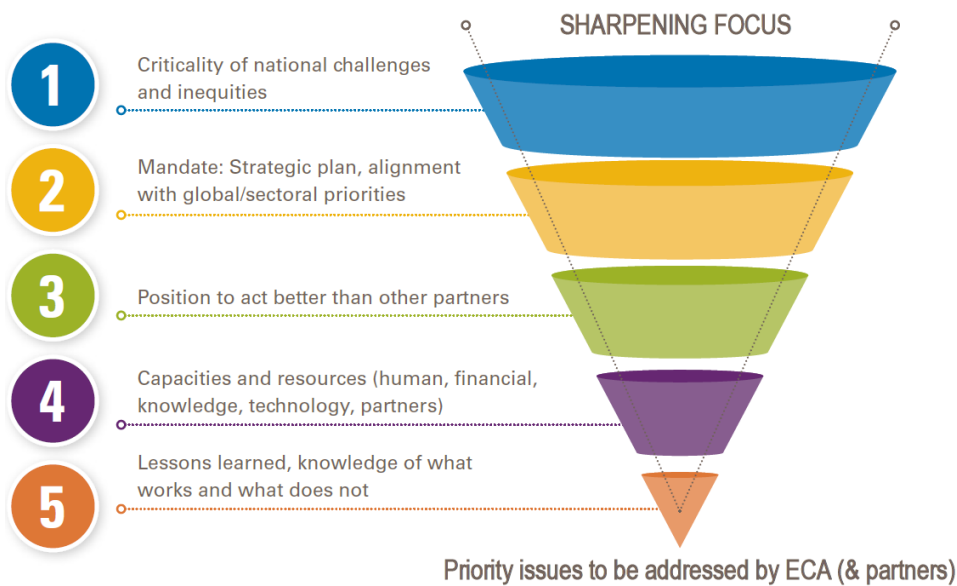 SHARPENING FOCUS
1
Criticality of national challenges
and inequities
2
Mandate: Strategic plan, alignment
with global/sectoral priorities
3
Position to act better than other partners
4
Capacities and resources (human, financial,
knowledge, technology, partners)
5
Lessons learned, knowledge of what
works and what does not
Priority issues to be addressed by ECA (& partners)